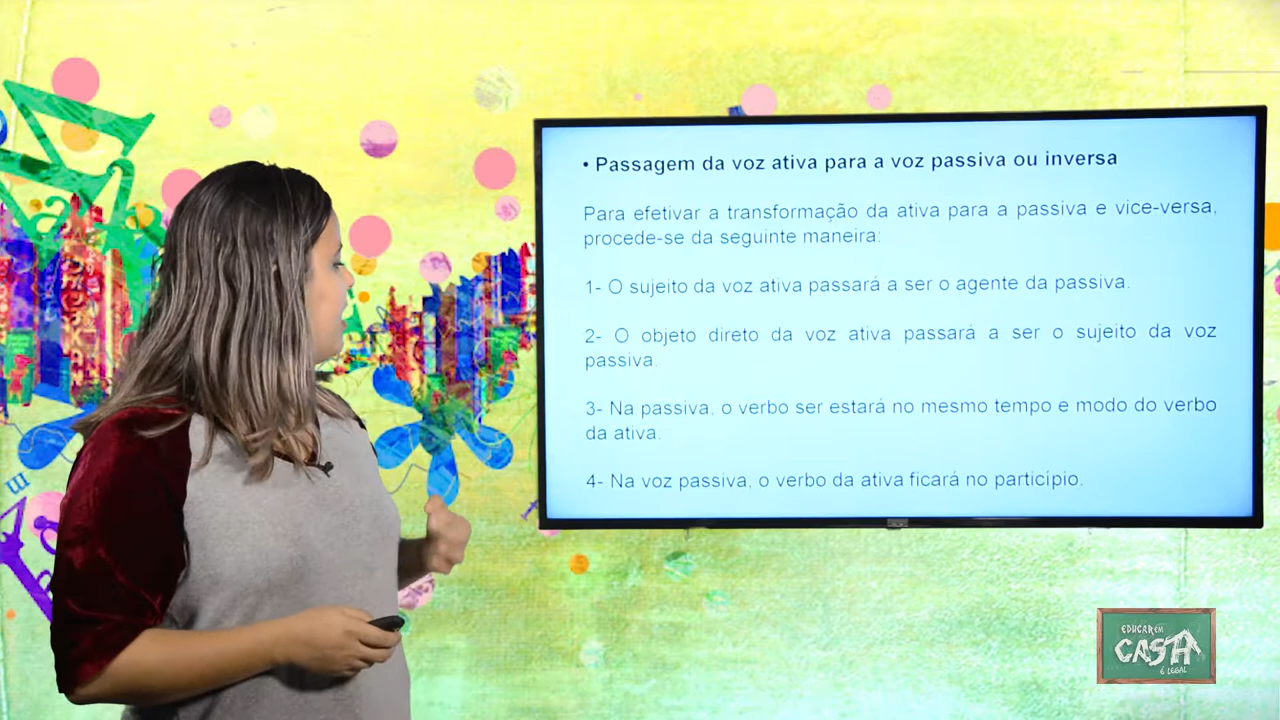 • Passagem da voz ativa para a voz passiva ou inversa
Para efetivar a transformação da ativa para a passiva e vice-versa,
procede-se da seguinte maneira:
1- O sujeito da voz ativa passará a ser o agente da passiva.
2- O objeto direto da voz ativa passará a ser o sujeito da voz
passiva.
3- Na passiva, o verbo ser estará no mesmo tempo e modo do verbo
da ativa.
4- Na voz passiva, o verbo da ativa ficará no particípio.
EDUCAR EM
CASA
É LEGAL